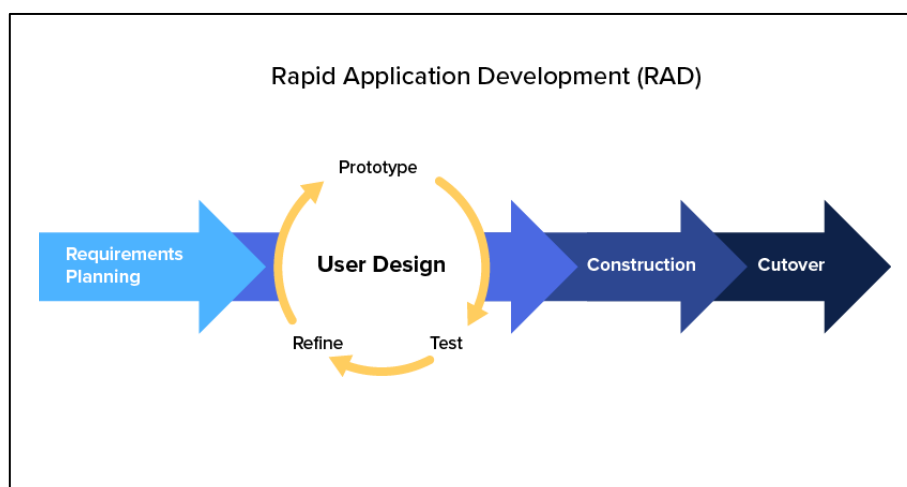 Rapid Application Development (RAD)
Prototype
Requirements
Planning
User Design
Construction
Cutover
Refine
Test